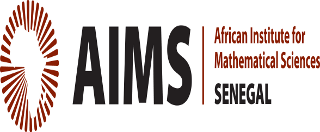 AIMS
African Institute for
Mathematical Sciences
SENEGAL